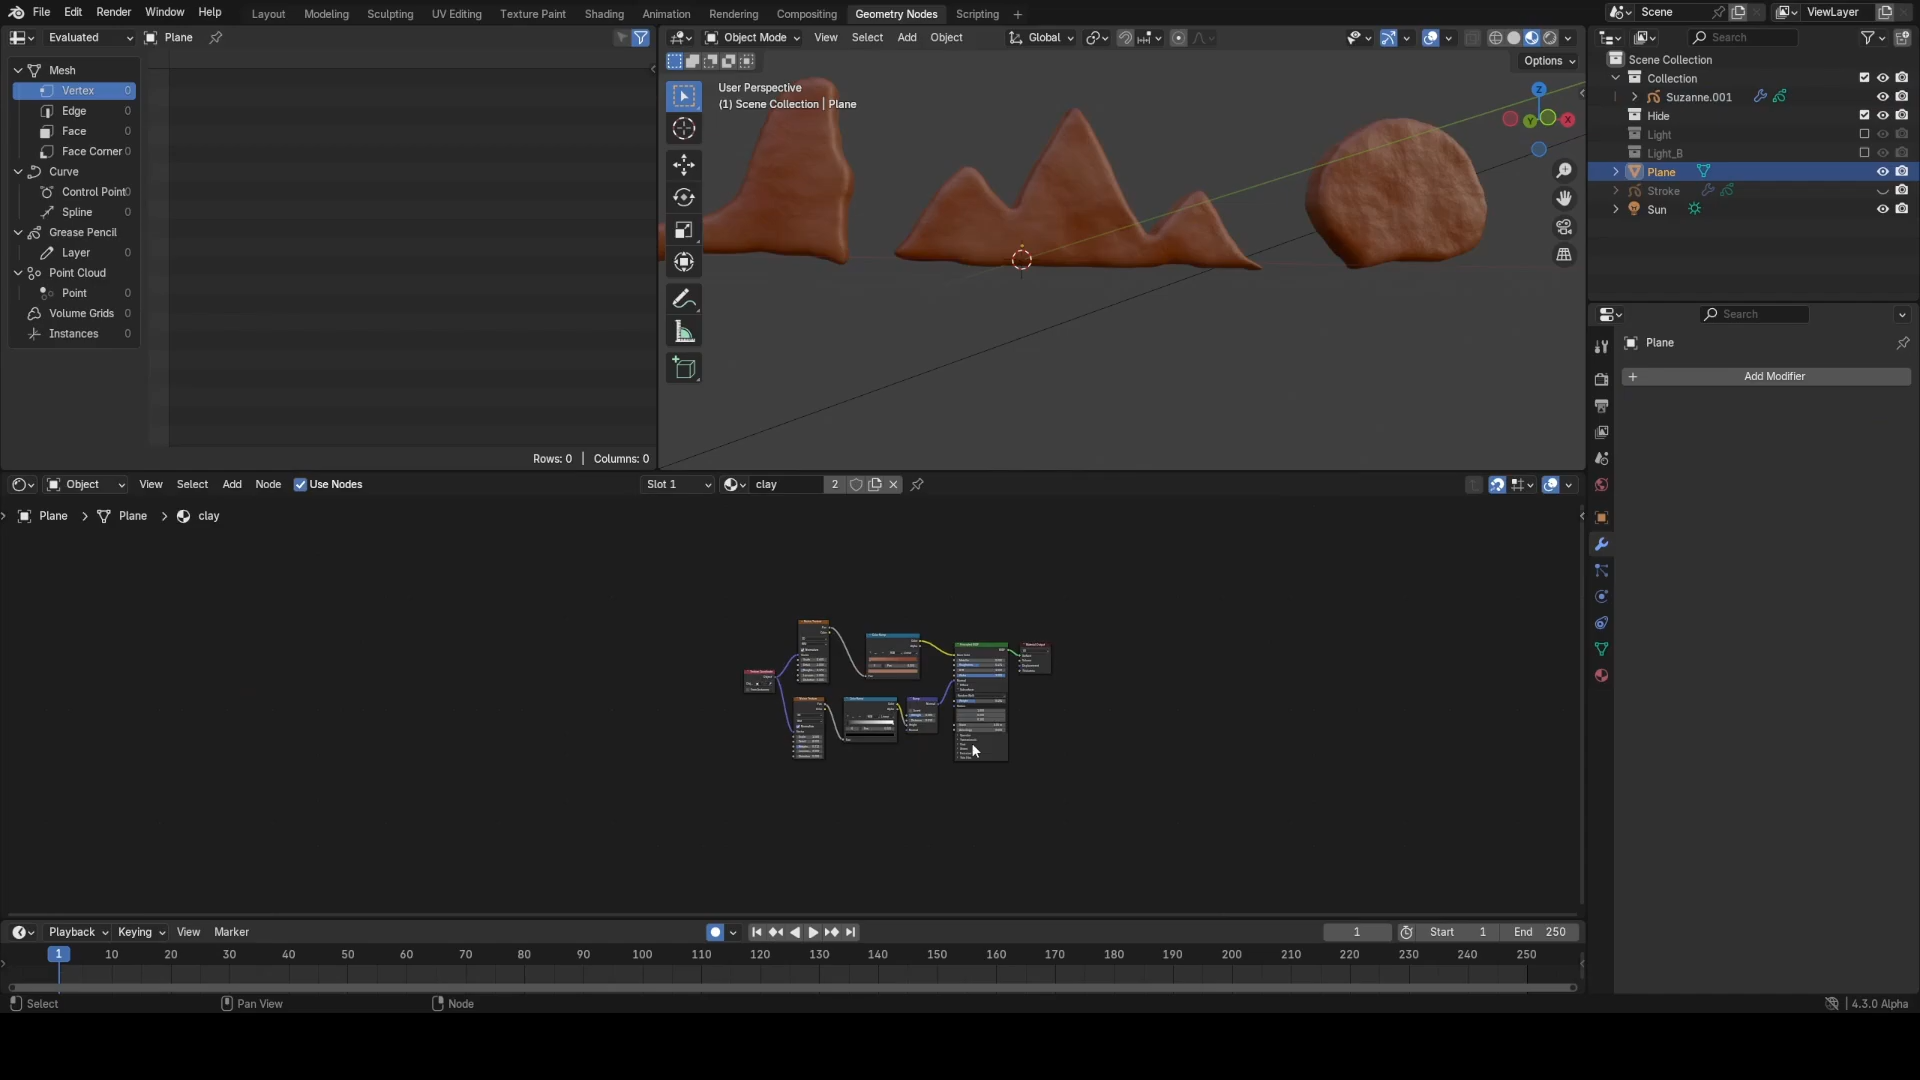 File Edit Render Window Help Layout Modeling Sculpting UV Editing Texture Paint Shading Animation Rendering Compositing Geometry Nodes Scripting + Scene ViewLayer
Evaluated Plane
Object Mode View Select Add Object Global
Search
Options
Mesh
Vertex 0
Edge 0
Face 0
Face Corner 0
Curve
Control Point 0
Spline 0
Grease Pencil
Layer 0
Point Cloud
Point 0
Volume Grids 0
Instances 0
Rows: 0 | Columns: 0
User Perspective
(1) Scene Collection | Plane
Z
Y
X
Scene Collection
Collection
Suzanne.001
Hide
Light
Light_B
Plane
Stroke
Sun
Search
Plane
+ Add Modifier
Object View Select Add Node Use Nodes Slot 1 clay 2
Plane > Plane > clay
Playback Keying View Marker 1 Start 1 End 250
1 10 20 30 40 50 60 70 80 90 100 110 120 130 140 150 160 170 180 190 200 210 220 230 240 250
Select Pan View Node 4.3.0 Alpha